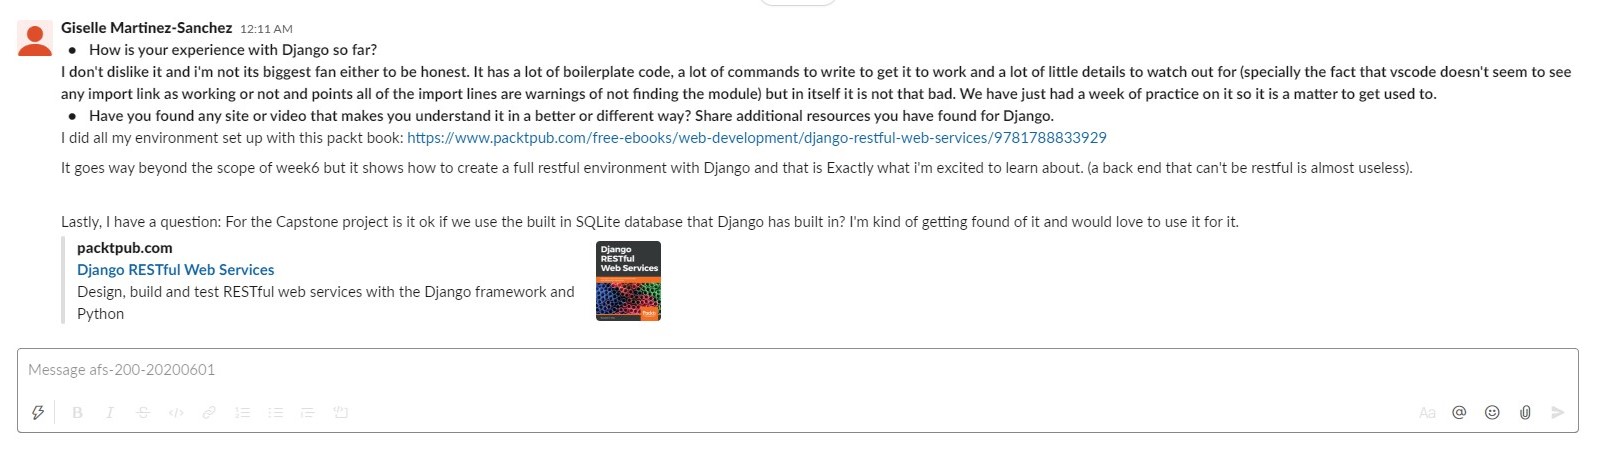 Giselle Martinez-Sanchez 12:11 AM
● How is your experience with Django so far?
I don't dislike it and i'm not its biggest fan either to be honest. It has a lot of boilerplate code, a lot of commands to write to get it to work and a lot of little details to watch out for (specially the fact that vscode doesn't seem to see
any import link as working or not and points all of the import lines are warnings of not finding the module) but in itself it is not that bad. We have just had a week of practice on it so it is a matter to get used to.
● Have you found any site or video that makes you understand it in a better or different way? Share additional resources you have found for Django.
I did all my environment set up with this packt book: https://www.packtpub.com/free-ebooks/web-development/django-restful-web-services/9781788833929
It goes way beyond the scope of week6 but it shows how to create a full restful environment with Django and that is Exactly what i'm excited to learn about. (a back end that can't be restful is almost useless).
Lastly, I have a question: For the Capstone project is it ok if we use the built in SQLite database that Django has built in? I'm kind of getting found of it and would love to use it for it.
packtpub.com
Django RESTful Web Services
Design, build and test RESTful web services with the Django framework and
Python
Django
RESTful
Web Services
Message afs-200-20200601
B I S </> Aa @